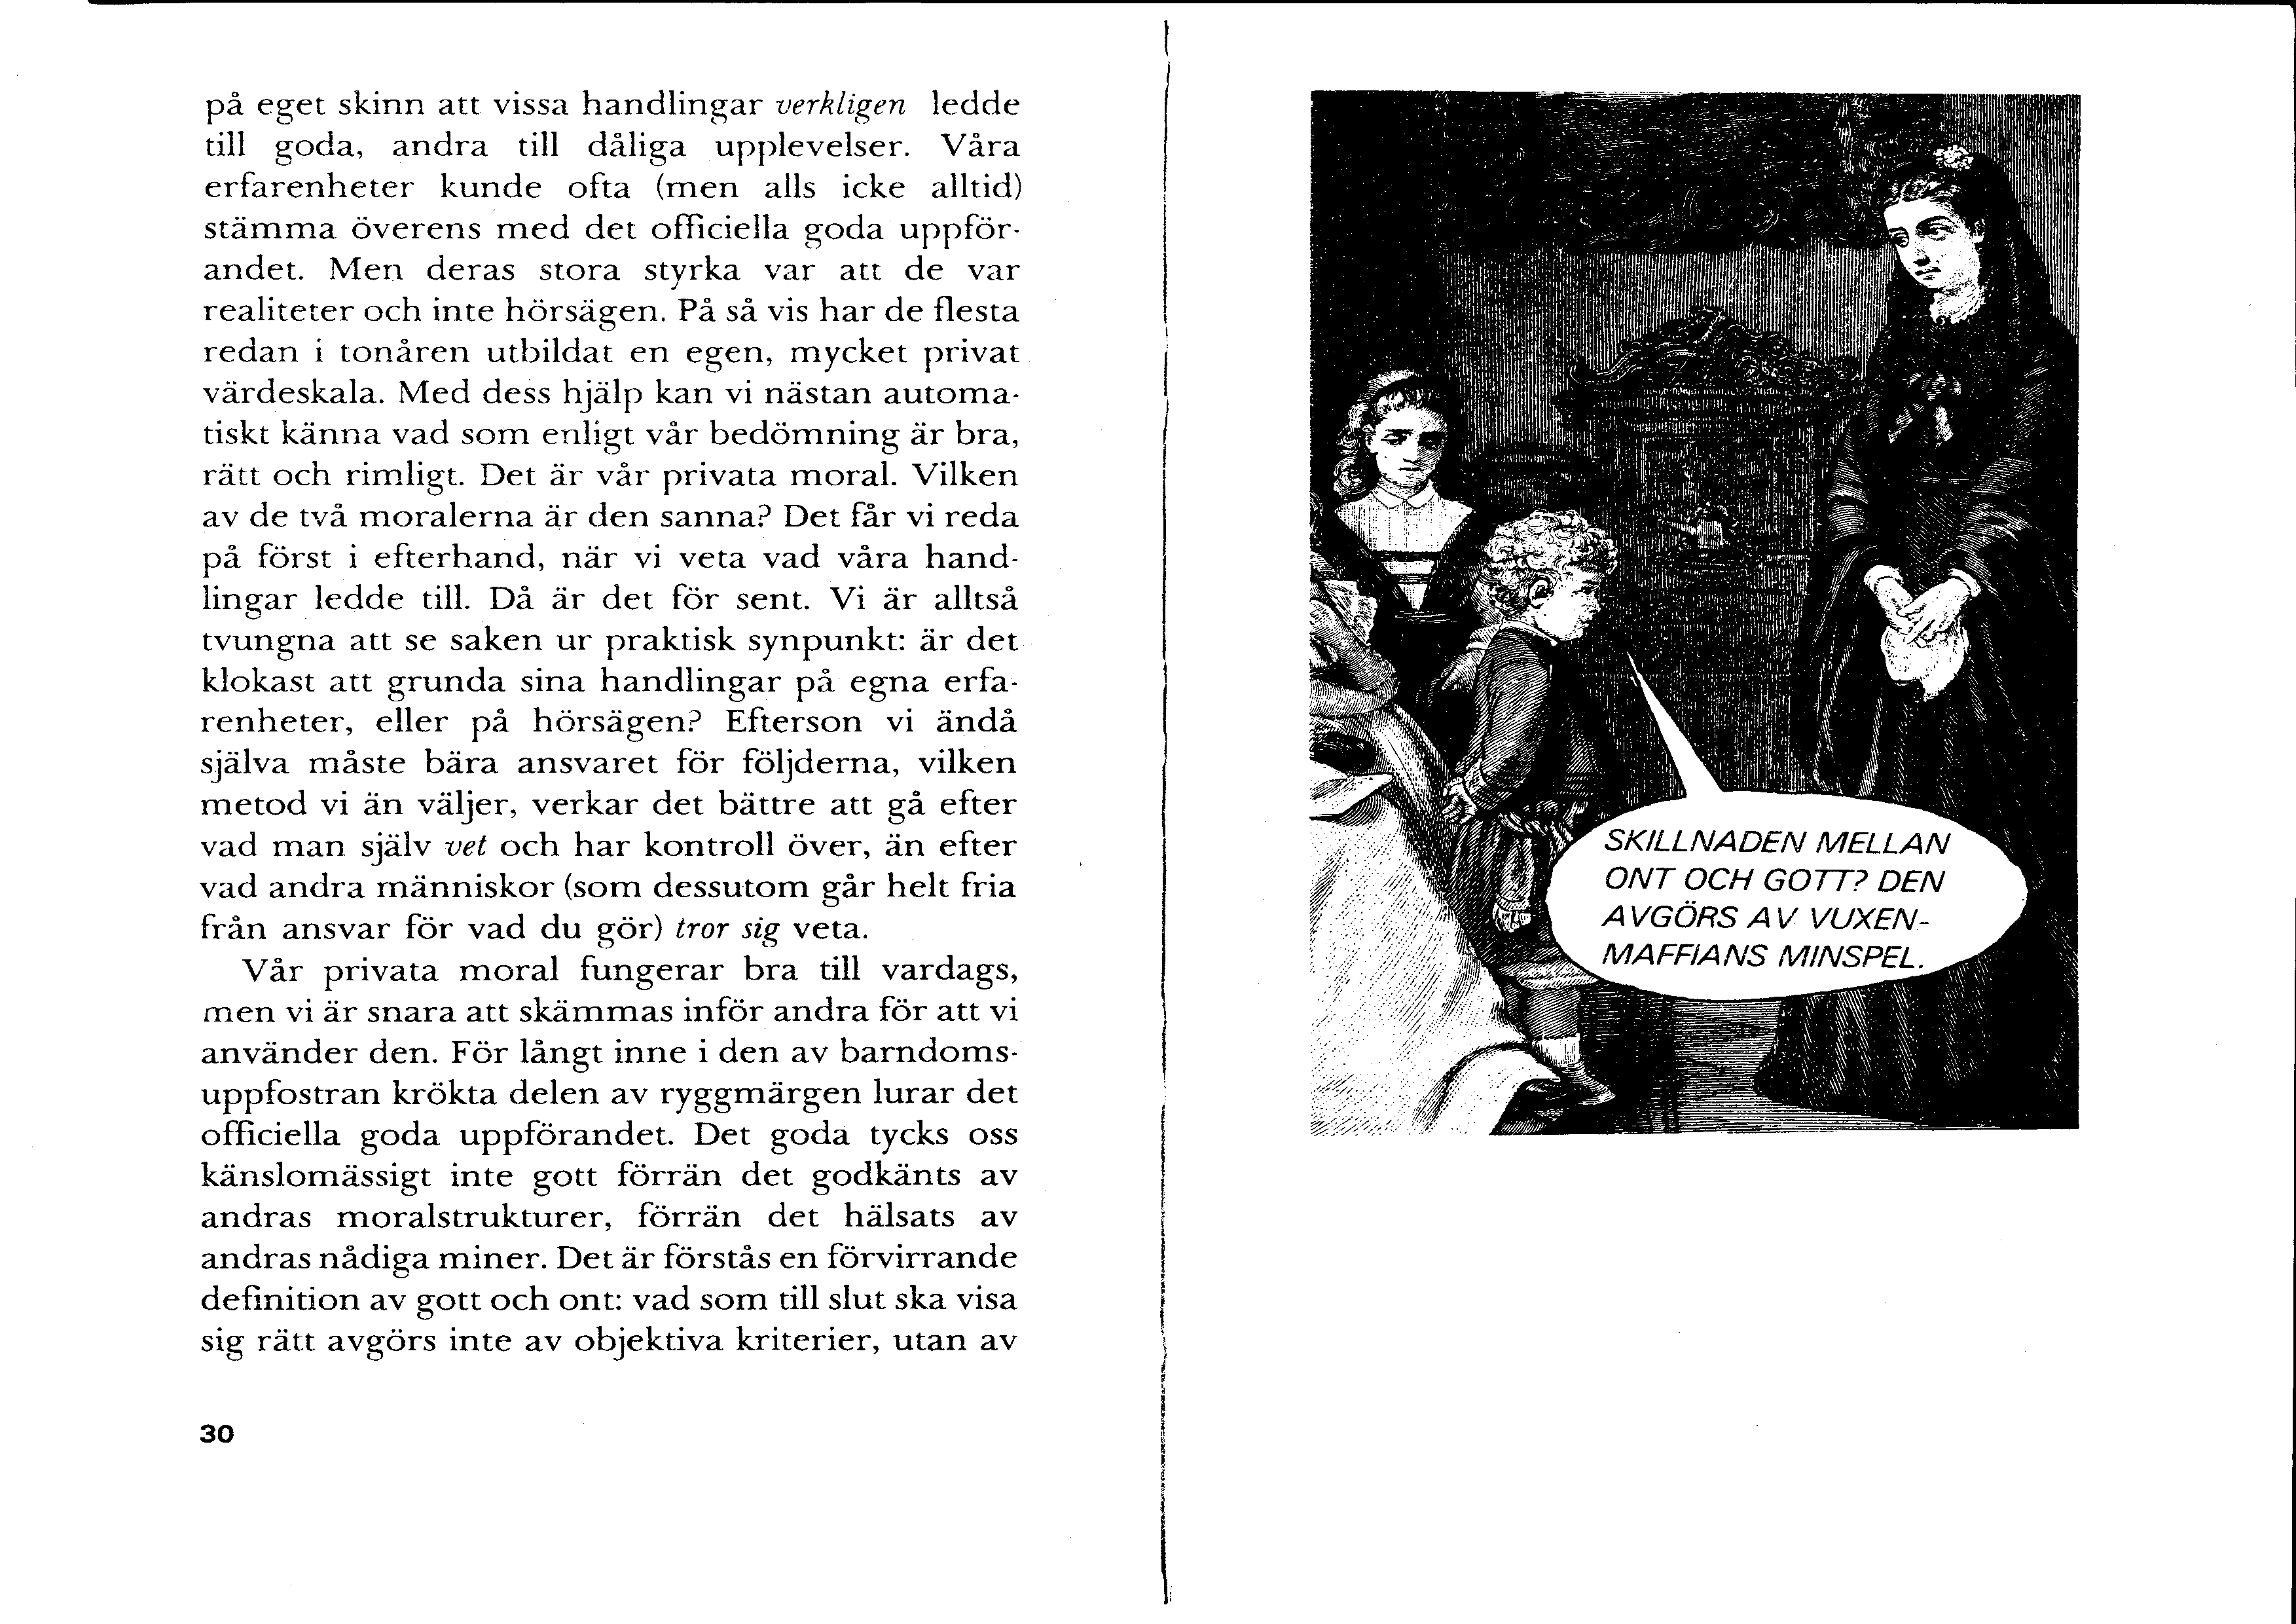 på eget skinn att vissa handlingar verkligen ledde
till goda, andra till dåliga upplevelser. Våra
erfarenheter kunde ofta (men alls icke alltid)
stämma överens med det officiella goda uppför-
andet. Men deras stora styrka var att de var
realiteter och inte hörsägen. På så vis har de flesta
redan i tonåren utbildat en egen, mycket privat
värdeskala. Med dess hjälp kan vi nästan automa-
tiskt känna vad som enligt vår bedömning är bra,
rätt och rimligt. Det är vår privata moral. Vilken
av de två moralerna är den sanna? Det får vi reda
på först i efterhand, när vi veta vad våra hand-
lingar ledde till. Då är det för sent. Vi är alltså
tvungna att se saken ur praktisk synpunkt: är det
klokast att grunda sina handlingar på egna erfa-
renheter, eller på hörsägen? Efterson vi ändå
själva måste bära ansvaret för följderna, vilken
metod vi än väljer, verkar det bättre att gå efter
vad man själv vet och har kontroll över, än efter
vad andra människor (som dessutom går helt fria
från ansvar för vad du gör) tror sig veta.
Vår privata moral fungerar bra till vardags,
men vi är snara att skämmas inför andra för att vi
använder den. För långt inne i den av barndoms-
uppfostran krökta delen av ryggmärgen lurar det
officiella goda uppförandet. Det goda tycks oss
känslomässigt inte gott förrän det godkänts av
andras moralstrukturer, förrän det hälsats av
andras nådiga miner. Det är förstås en förvirrande
definition av gott och ont: vad som till slut ska visa
sig rätt avgörs inte av objektiva kriterier, utan av
30
SKILLNADEN MELLAN
ONT OCH GOTT? DEN
AVGÖRS AV VUXEN-
MAFFIANS MINSPEL.